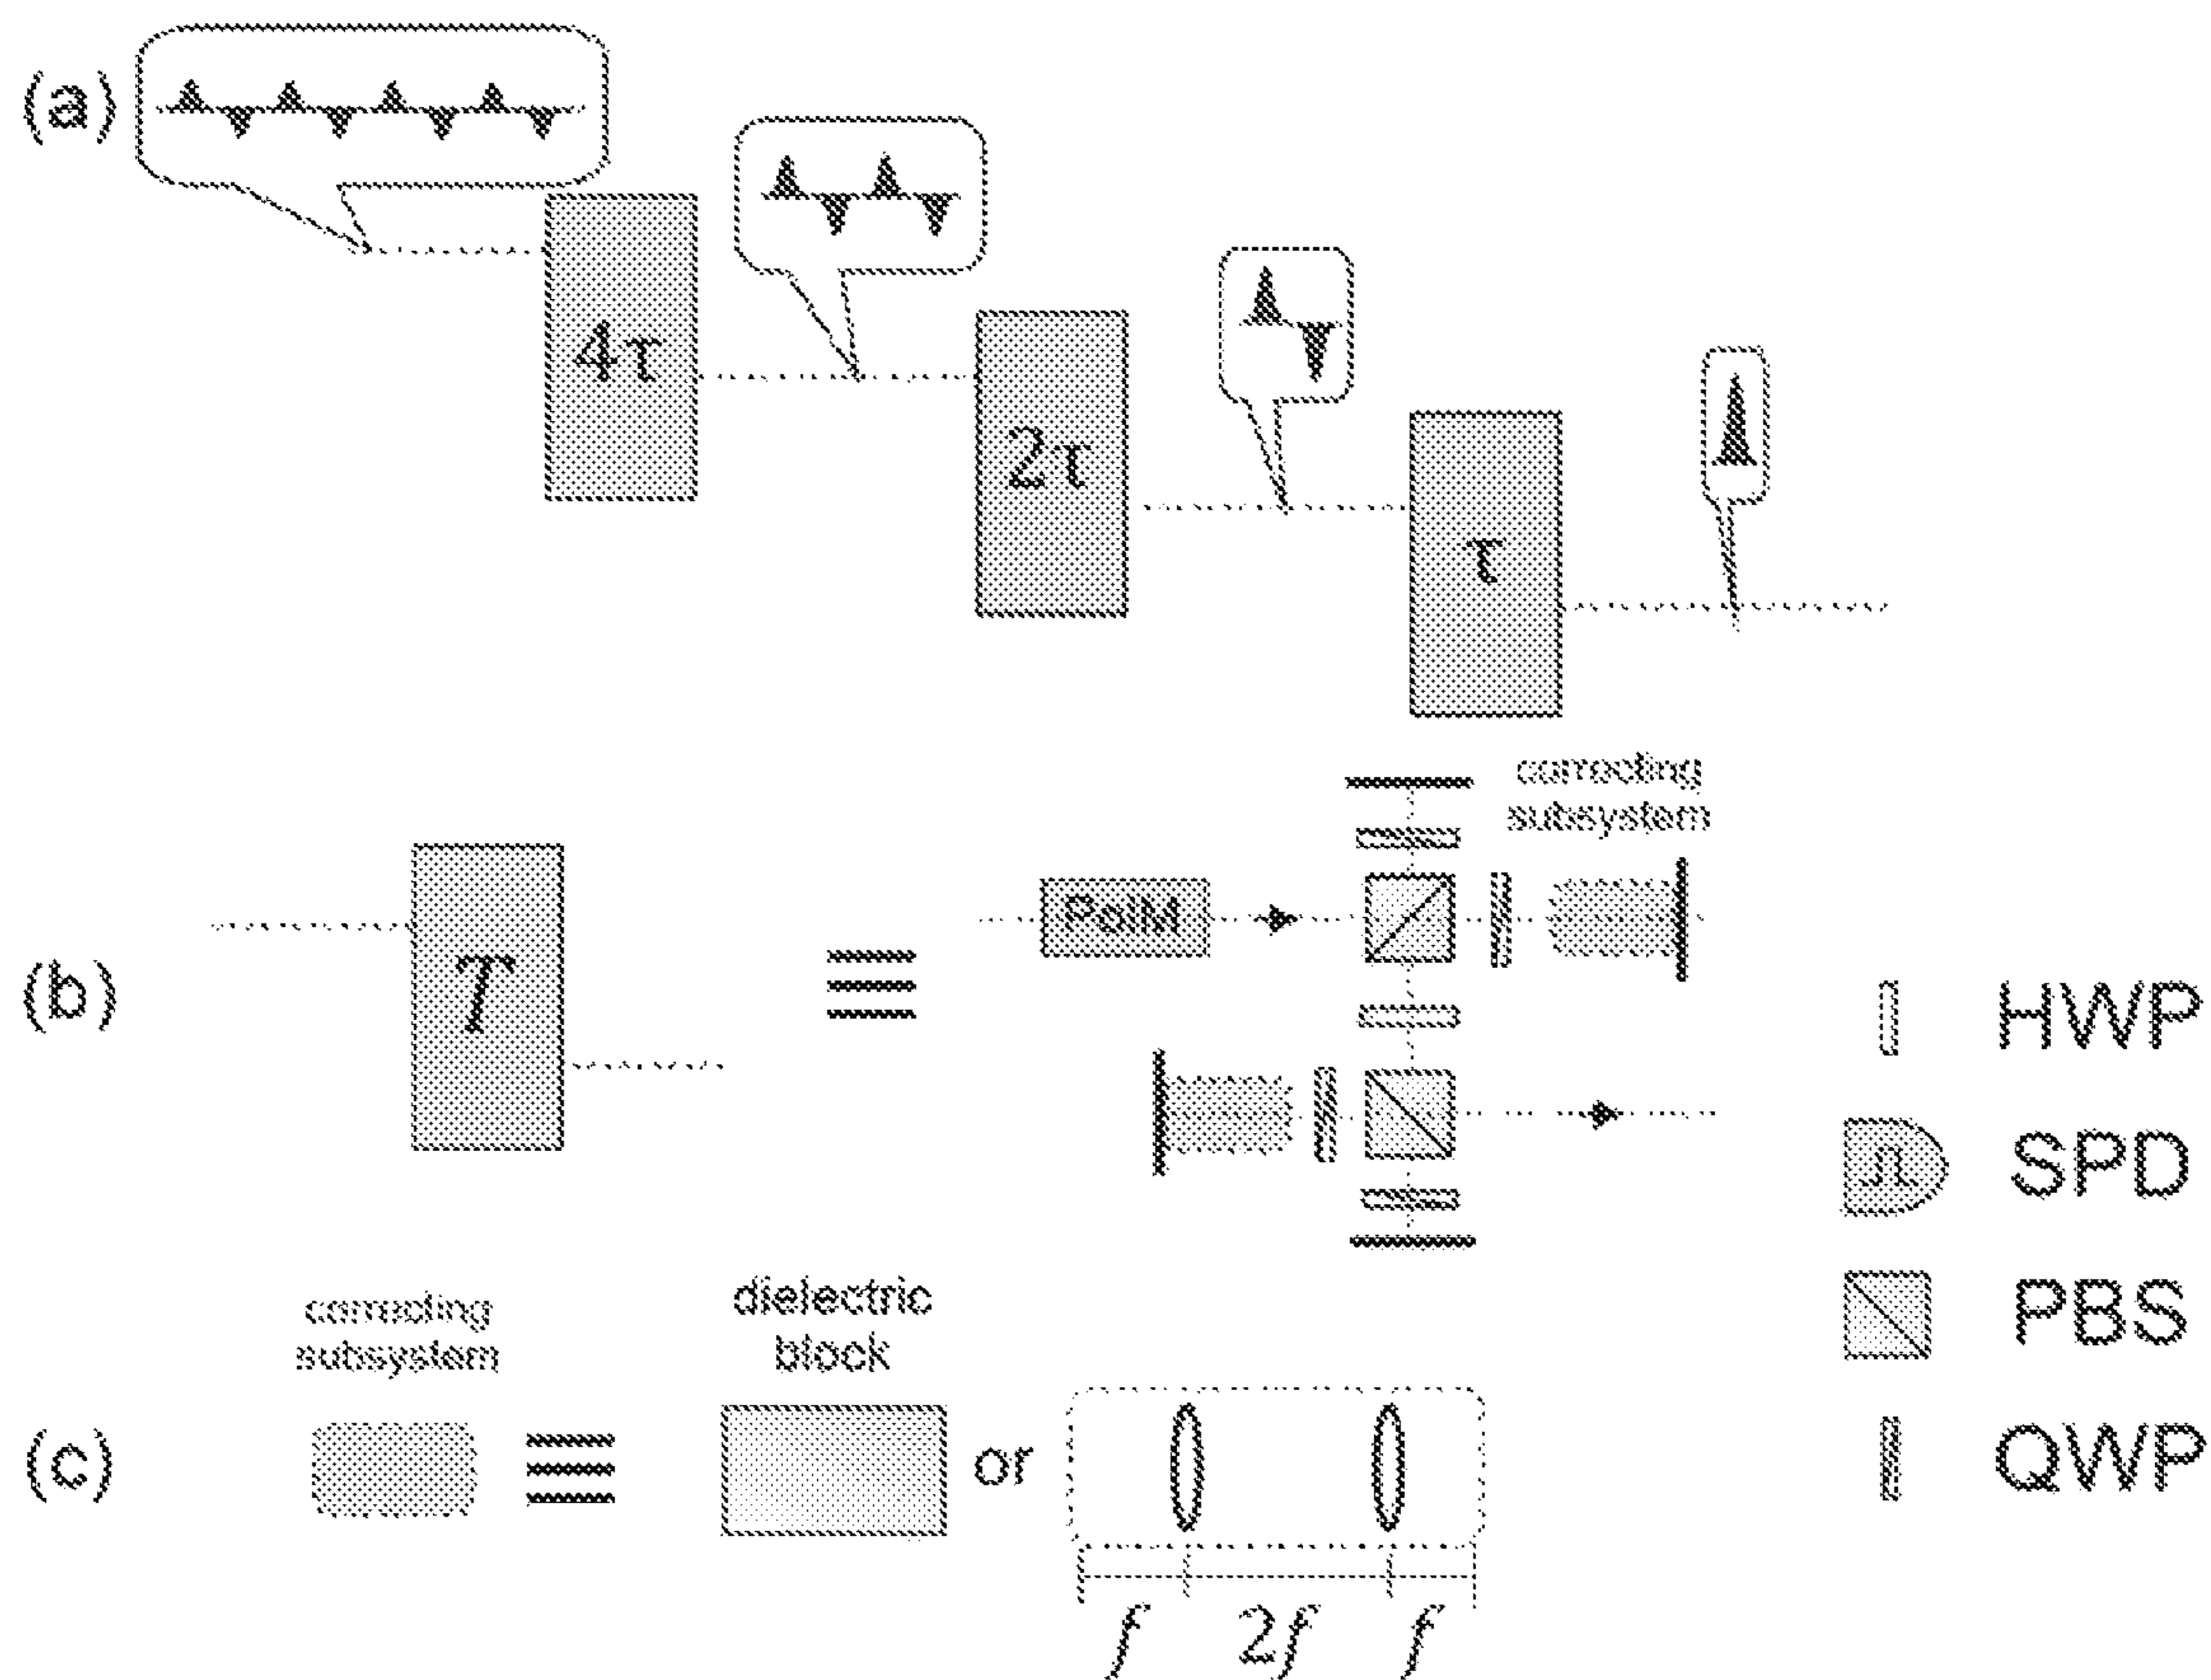 (a)
4τ
2τ
τ
correcting
subsystem
PolM
(b)
T
HWP
SPD
PBS
correcting
subsystem
dielectric
block
(c)
or
QWP
f
2f
f